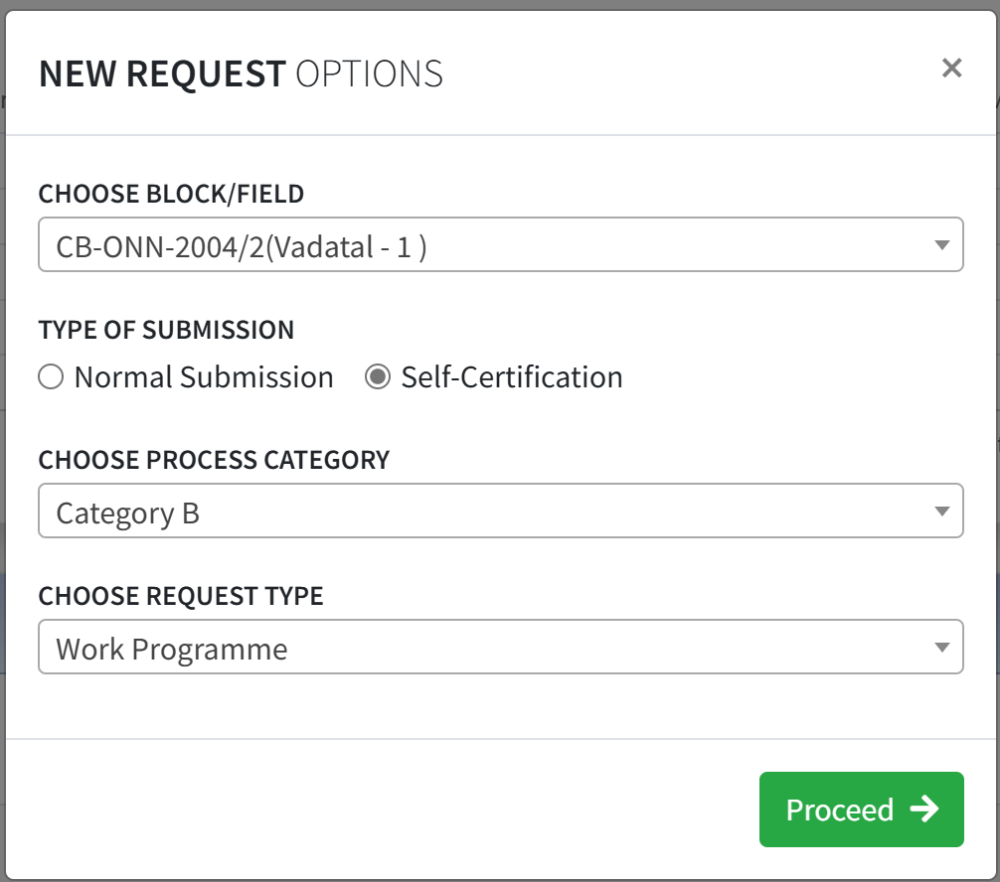 NEW REQUEST OPTIONS
×
CHOOSE BLOCK/FIELD
CB-ONN-2004/2(Vadatal - 1 )
TYPE OF SUBMISSION
Normal Submission Self-Certification
CHOOSE PROCESS CATEGORY
Category B
CHOOSE REQUEST TYPE
Work Programme
Proceed